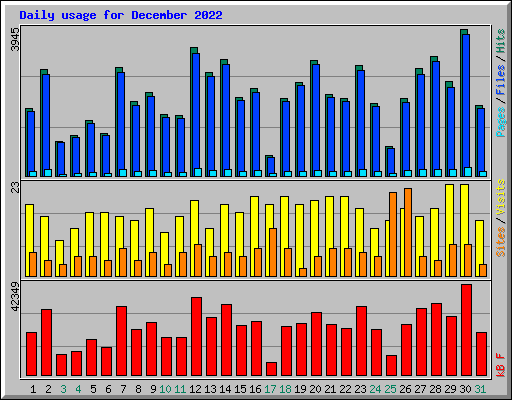 Daily usage for December 2022
3945
Pages / Files / Hits
23
Sites / Visits
42349
kB F
1 2 3 4 5 6 7 8 9 10 11 12 13 14 15 16 17 18 19 20 21 22 23 24 25 26 27 28 29 30 31